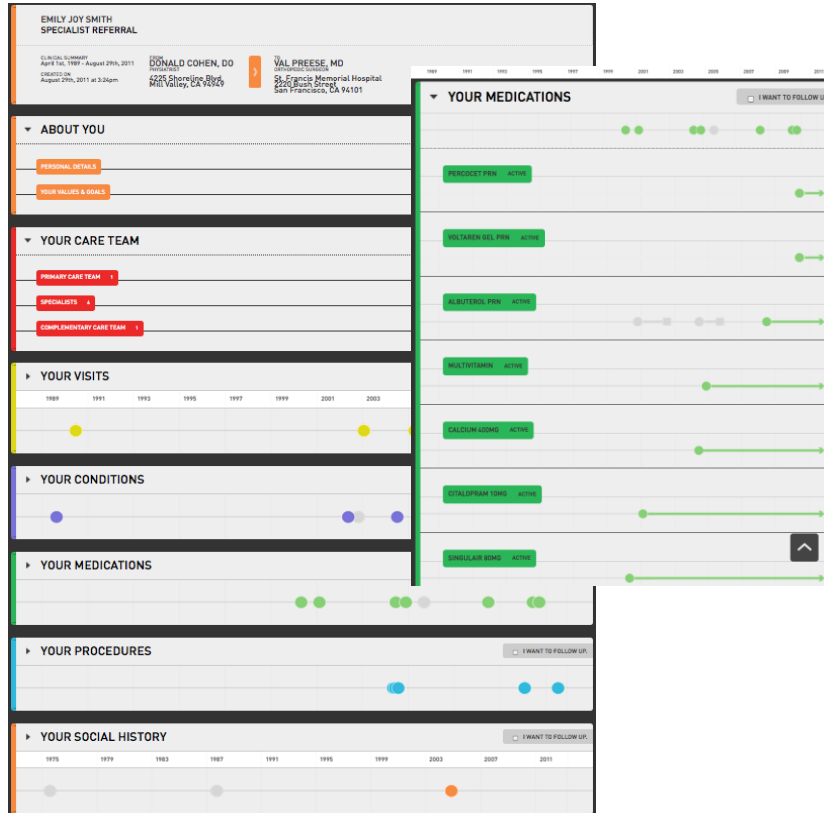 EMILY JOY SMITH
SPECIALIST REFERRAL
CLINICAL SUMMARY
April 1st, 1989 - August 29th, 2011
CREATED ON
August 29th, 2011 at 3:24pm
FROM
DONALD COHEN, DO
PHYSIATRIST
4225 Shoreline Blvd,
Mill Valley, CA 94949
TO
VAL PREESE, MD
ORTHOPEDIC SURGEON
St. Francis Memorial Hospital
2220 Bush Street
San Francisco, CA 94101
ABOUT YOU
PERSONAL DETAILS
YOUR VALUES & GOALS
YOUR CARE TEAM
PRIMARY CARE TEAM 1
SPECIALISTS 4
COMPLEMENTARY CARE TEAM 1
YOUR VISITS
1989 1991 1993 1995 1997 1999 2001 2003
YOUR CONDITIONS
YOUR MEDICATIONS
YOUR PROCEDURES
I WANT TO FOLLOW UP.
YOUR SOCIAL HISTORY
I WANT TO FOLLOW UP.
1975 1979 1983 1987 1991 1995 1999 2003 2007 2011
1989 1991 1993 1995 1997 1999 2001 2003 2005 2007 2009 2011
YOUR MEDICATIONS
I WANT TO FOLLOW U
PERCOCET PRN ACTIVE
VOLTAREN GEL PRN ACTIVE
ALBUTEROL PRN ACTIVE
MULTIVITAMIN ACTIVE
CALCIUM 400MG ACTIVE
CITALOPRAM 10MG ACTIVE
SINGULAIR 80MG ACTIVE